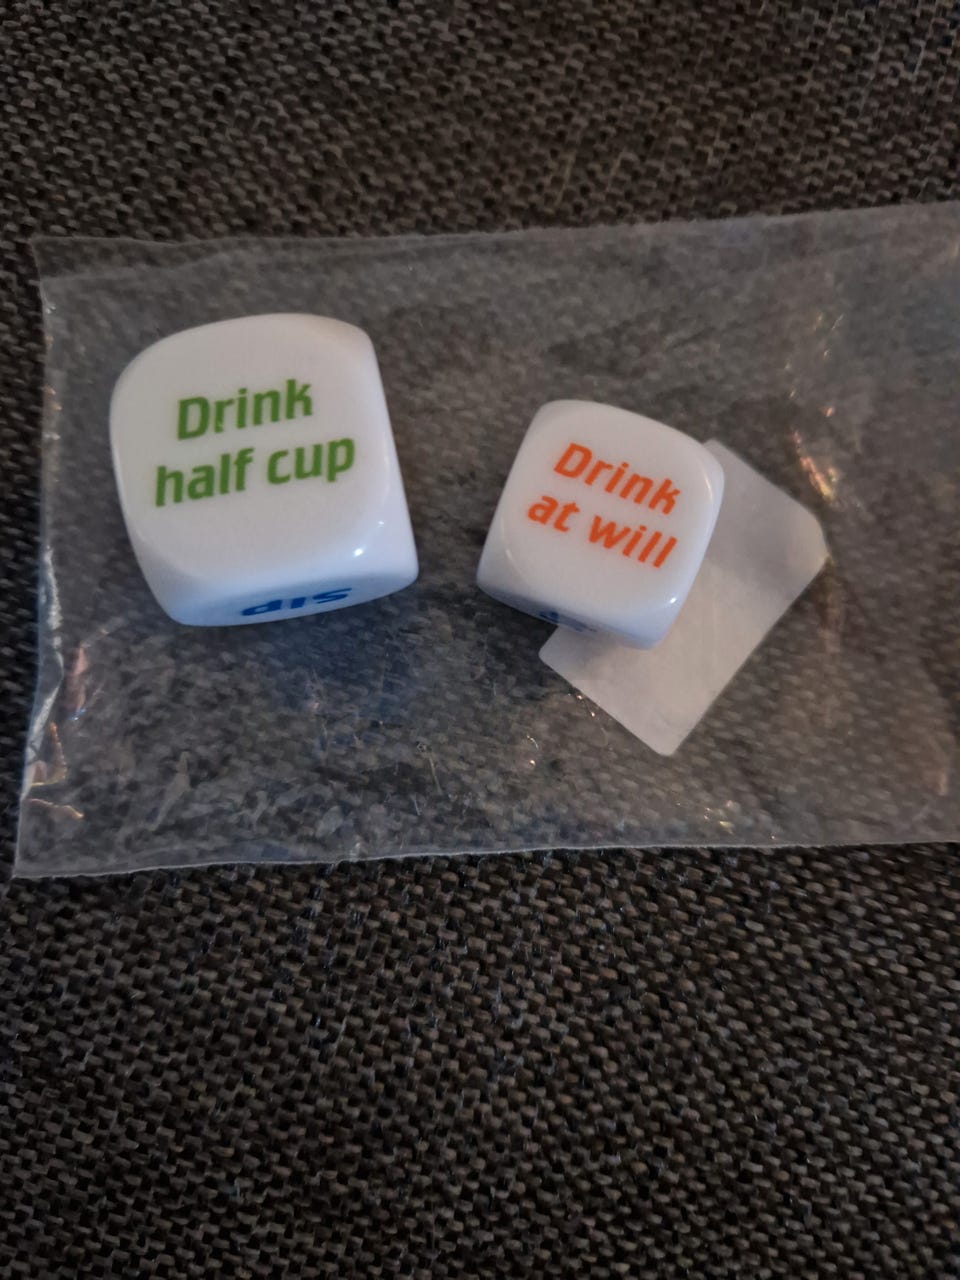 Drink
half cup
Sip
Drink
at will